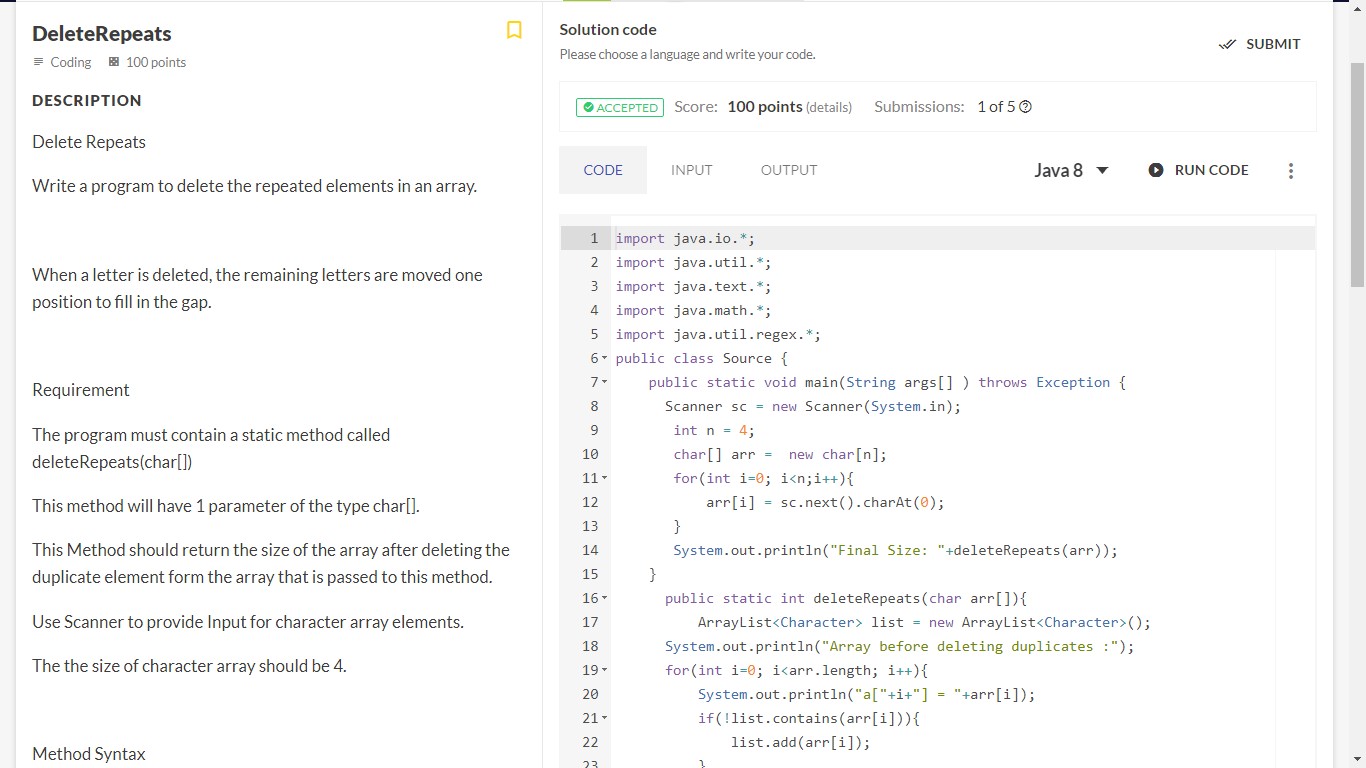 DeleteRepeats
Coding 100 points
DESCRIPTION
Delete Repeats
Write a program to delete the repeated elements in an array.
When a letter is deleted, the remaining letters are moved one
position to fill in the gap.
Requirement
The program must contain a static method called
deleteRepeats(char[])
This method will have 1 parameter of the type char[].
This Method should return the size of the array after deleting the
duplicate element form the array that is passed to this method.
Use Scanner to provide Input for character array elements.
The the size of character array should be 4.
Method Syntax
Solution code
Please choose a language and write your code.
SUBMIT
ACCEPTED Score: 100 points (details) Submissions: 1 of 5
CODE INPUT OUTPUT Java 8 RUN CODE
1 import java.io.*;
2 import java.util.*;
3 import java.text.*;
4 import java.math.*;
5 import java.util.regex.*;
6 public class Source {
7 public static void main(String args[] ) throws Exception {
8 Scanner sc = new Scanner(System.in);
9 int n = 4;
10 char[] arr =  new char[n];
11 for(int i=0; i<n;i++){
12 arr[i] = sc.next().charAt(0);
13 }
14 System.out.println("Final Size: "+deleteRepeats(arr));
15 }
16 public static int deleteRepeats(char arr[]){
17 ArrayList<Character> list = new ArrayList<Character>();
18 System.out.println("Array before deleting duplicates :");
19 for(int i=0; i<arr.length; i++){
20 System.out.println("a["+i+"] = "+arr[i]);
21 if(!list.contains(arr[i])){
22 list.add(arr[i]);
23 }